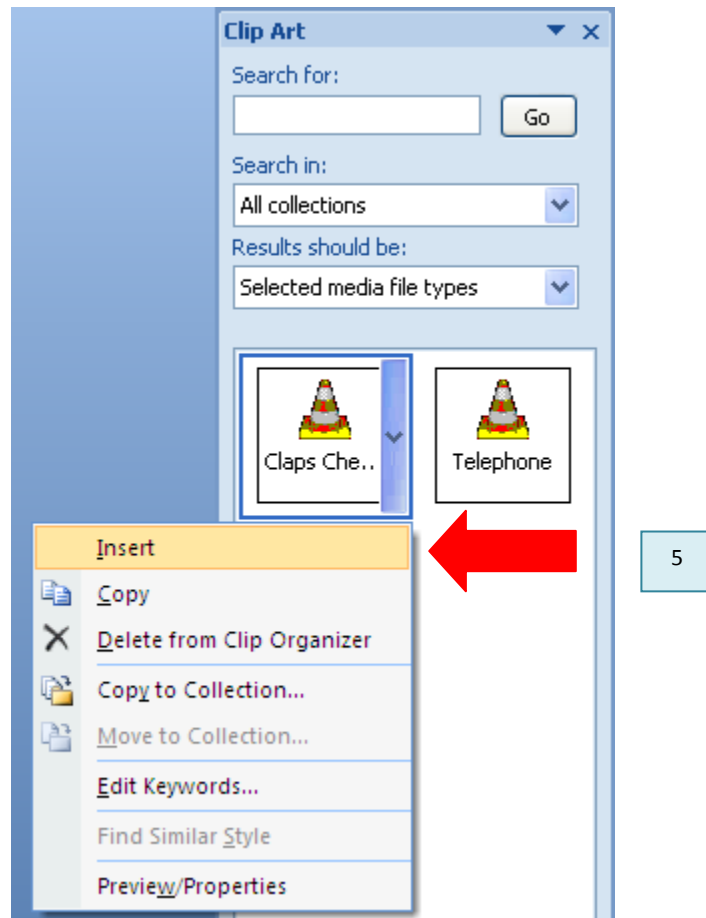 Clip Art
Search for:
Go
Search in:
All collections
Results should be:
Selected media file types
Claps Che..
Telephone
Insert
5
Copy
Delete from Clip Organizer
Copy to Collection...
Move to Collection...
Edit Keywords...
Find Similar Style
Preview/Properties